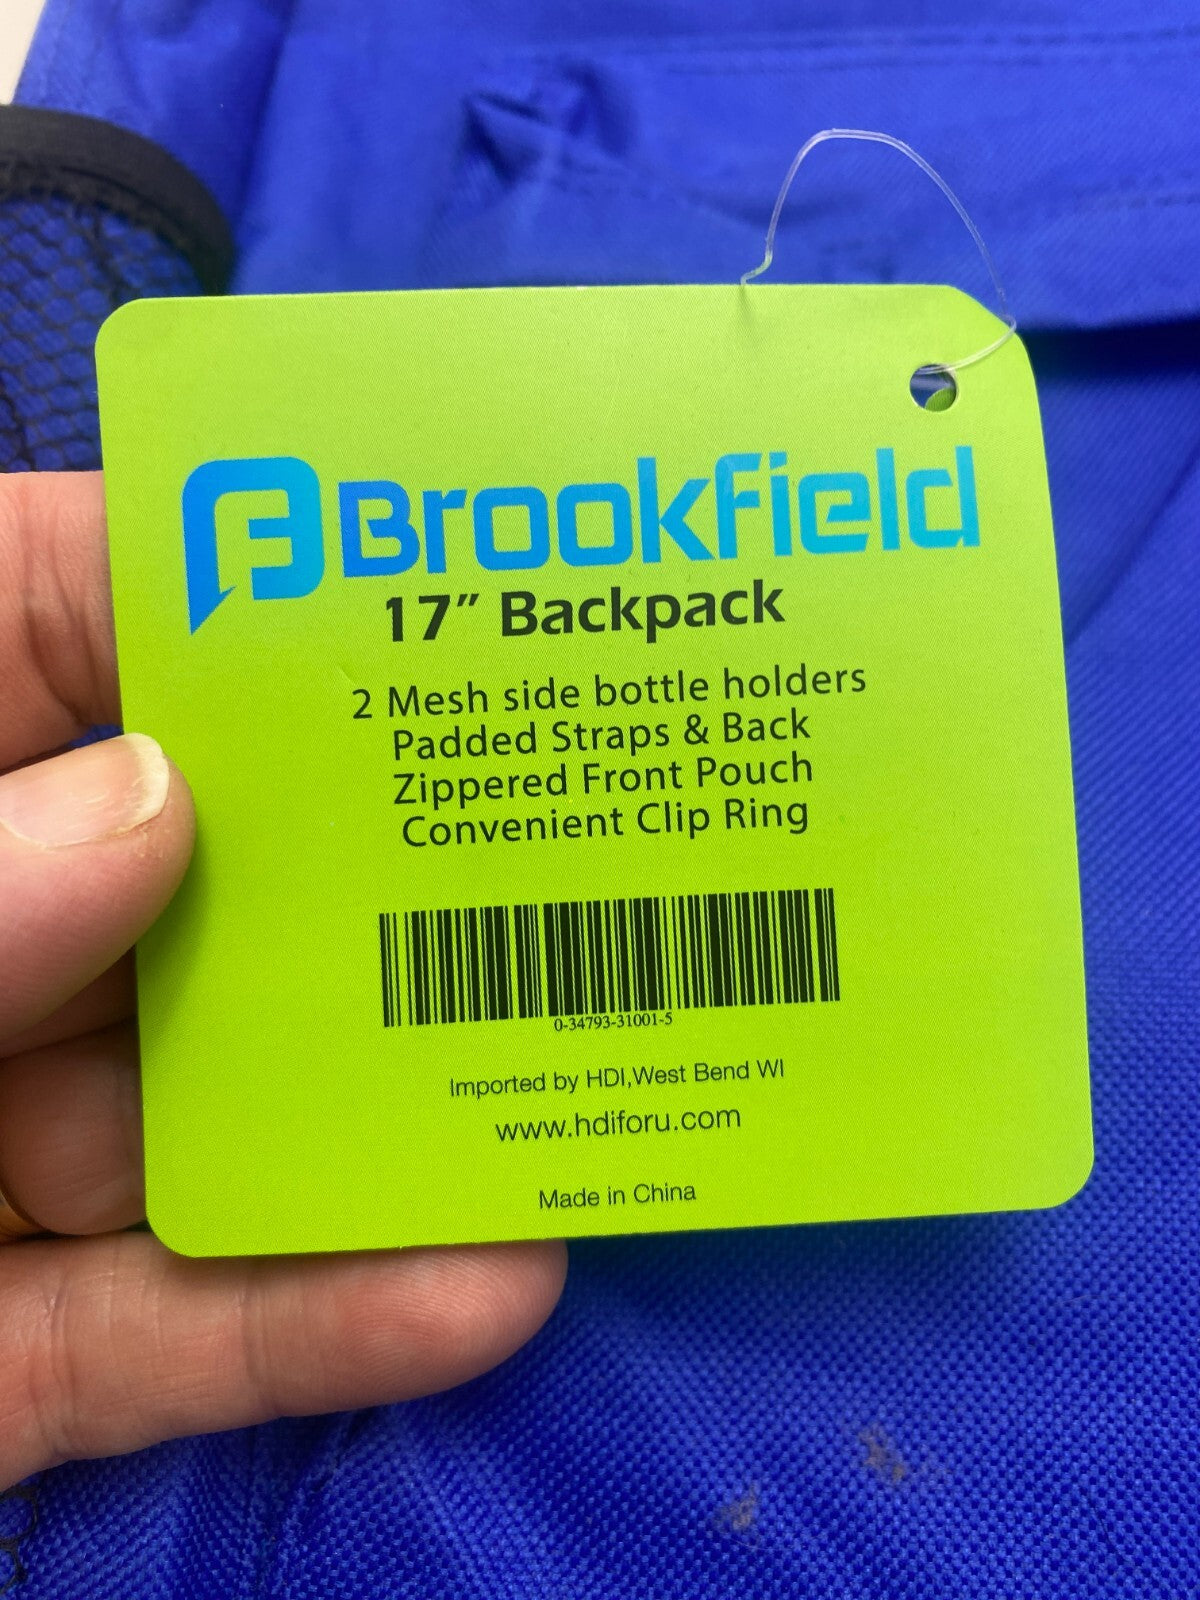 Brookfield
17” Backpack
2 Mesh side bottle holders
Padded Straps & Back
Zippered Front Pouch
Convenient Clip Ring
0-34793-31001-5
Imported by HDI,West Bend WI
www.hdiforu.com
Made in China